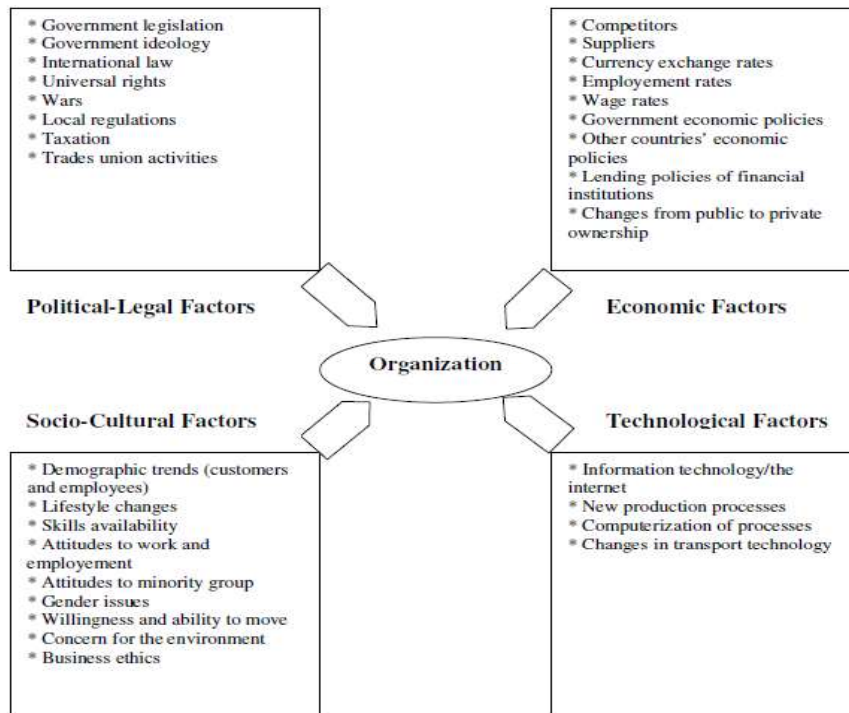 * Government legislation
* Government ideology
* International law
* Universal rights
* Wars
* Local regulations
* Taxation
* Trades union activities
Political-Legal Factors
* Competitors
* Suppliers
* Currency exchange rates
* Employement rates
* Wage rates
* Government economic policies
* Other countries' economic
policies
* Lending policies of financial
institutions
* Changes from public to private
ownership
Economic Factors
Organization
Socio-Cultural Factors
* Demographic trends (customers
and employees)
* Lifestyle changes
* Skills availability
* Attitudes to work and
employement
* Attitudes to minority group
* Gender issues
* Willingness and ability to move
* Concern for the environment
* Business ethics
Technological Factors
* Information technology/the
internet
* New production processes
* Computerization of processes
* Changes in transport technology